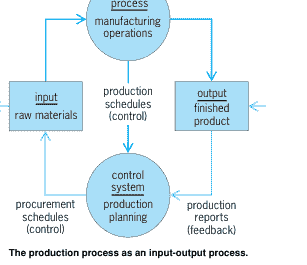 process
manufacturing
operations
production
schedules
(control)
input
raw materials
output
finished
product
control
system
production
planning
procurement
schedules
(control)
production
reports
(feedback)
The production process as an input-output process.